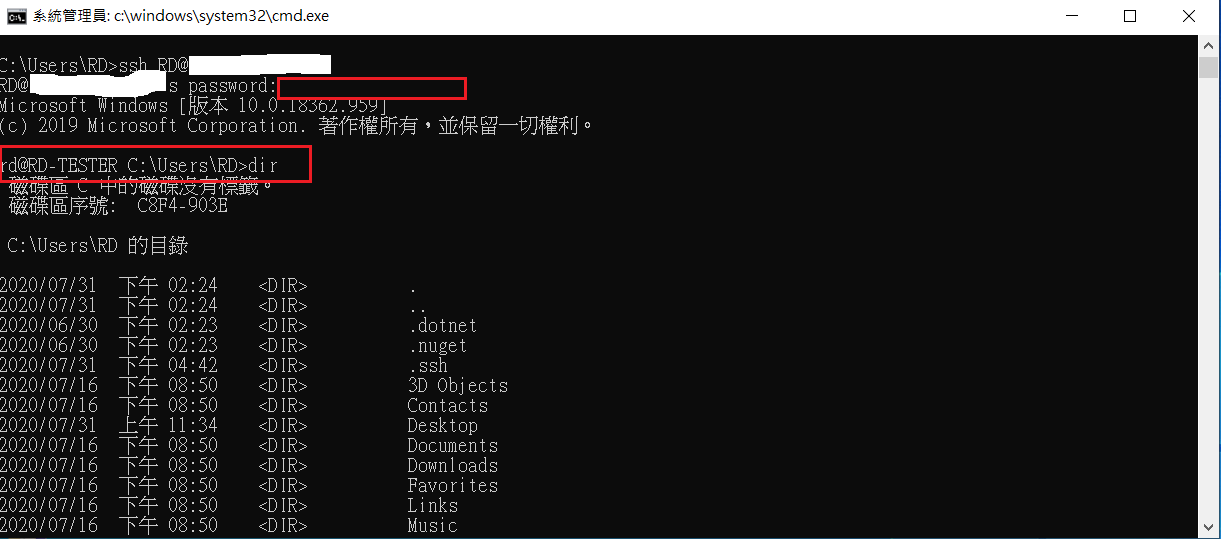 系統管理員: c:\windows\system32\cmd.exe
C:\Users\RD>ssh RD@
RD@ s password:
Microsoft Windows [版本 10.0.18362.959]
(c) 2019 Microsoft Corporation. 著作權所有，並保留一切權利。
rd@RD-TESTER C:\Users\RD>dir
磁碟區 C 中的磁碟沒有標籤。
磁碟區序號: C8F4-903E
C:\Users\RD 的目錄
2020/07/31 下午 02:24 <DIR> .
2020/07/31 下午 02:24 <DIR> ..
2020/06/30 下午 02:23 <DIR> .dotnet
2020/06/30 下午 02:23 <DIR> .nuget
2020/07/31 下午 04:42 <DIR> .ssh
2020/07/16 下午 08:50 <DIR> 3D Objects
2020/07/16 下午 08:50 <DIR> Contacts
2020/07/31 上午 11:34 <DIR> Desktop
2020/07/16 下午 08:50 <DIR> Documents
2020/07/16 下午 08:50 <DIR> Downloads
2020/07/16 下午 08:50 <DIR> Favorites
2020/07/16 下午 08:50 <DIR> Links
2020/07/16 下午 08:50 <DIR> Music